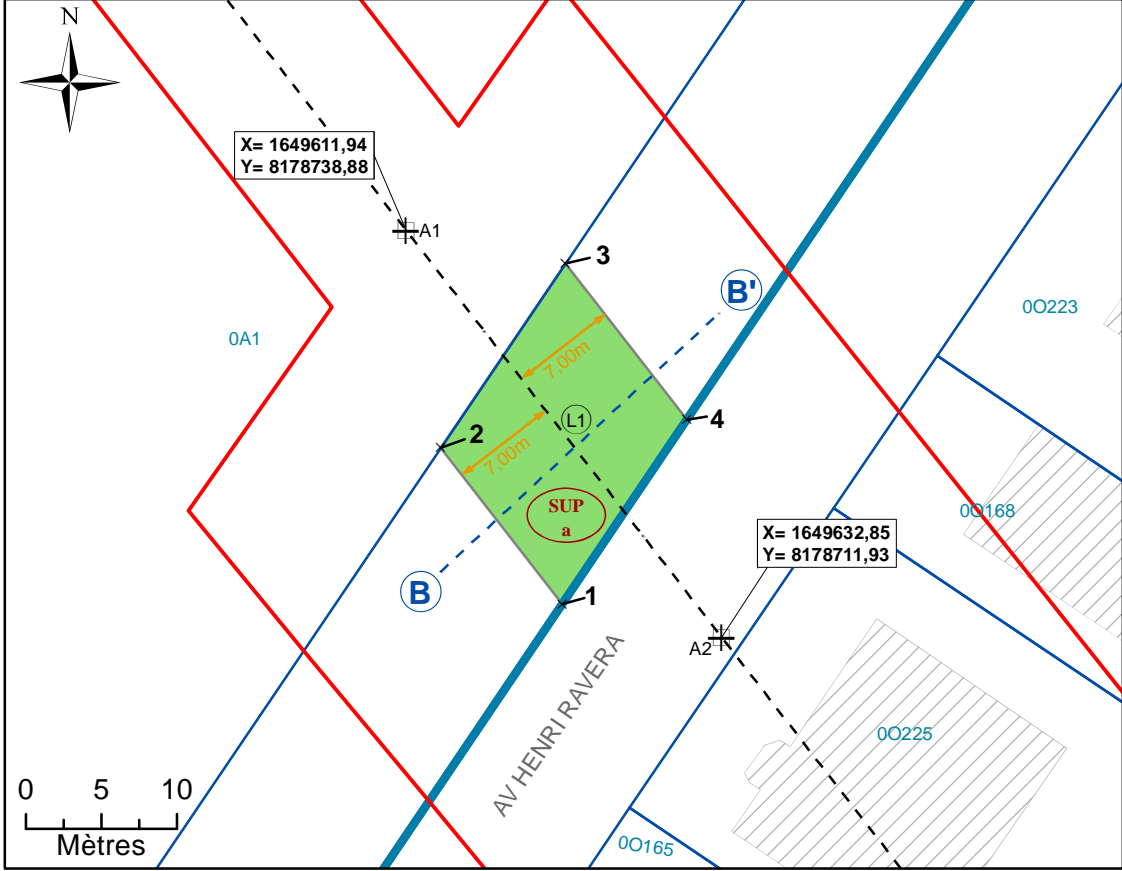 N
X= 1649611,94
Y= 8178738,88
A1
3
B'
0O223
0A1
7,00m
L1
4
2
7,00m
SUP
a
0O168
X= 1649632,85
Y= 8178711,93
B
1
A2
AV HENRI RAVERA
0O225
0 5 10
Mètres
0O165